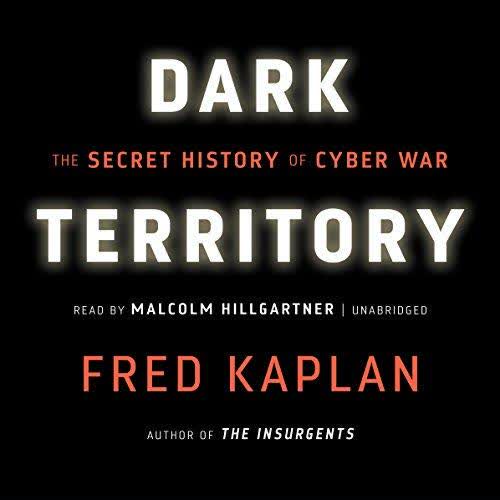 DARK
THE SECRET HISTORY OF CYBER WAR
TERRITORY
READ BY MALCOLM HILLGARTNER | UNABRIDGED
FRED KAPLAN
AUTHOR OF THE INSURGENTS